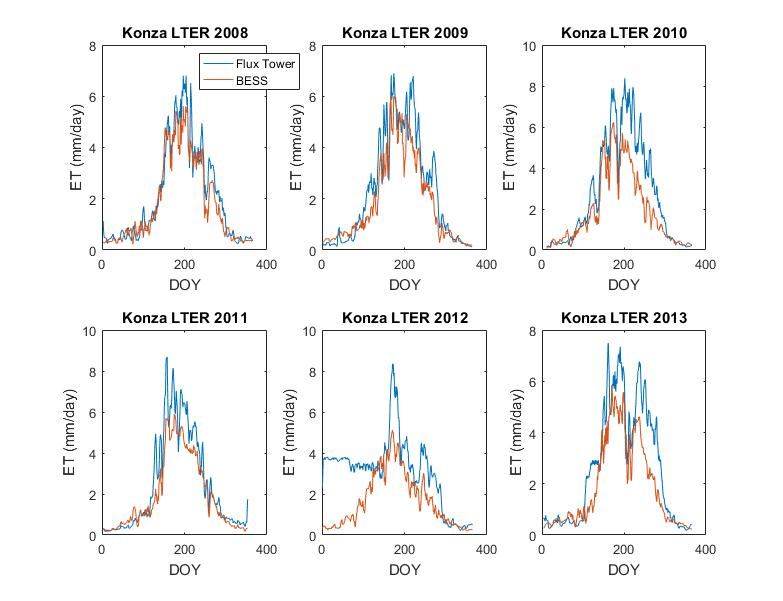 Konza LTER 2008
Konza LTER 2009
Konza LTER 2010
8
6
4
2
0
ET (mm/day)
0
200
400
DOY
Flux Tower
BESS
8
6
4
2
0
ET (mm/day)
0
200
400
DOY
10
8
6
4
2
0
ET (mm/day)
0
200
400
DOY
Konza LTER 2011
Konza LTER 2012
Konza LTER 2013
10
8
6
4
2
0
ET (mm/day)
0
200
400
DOY
10
8
6
4
2
0
ET (mm/day)
0
200
400
DOY
8
6
4
2
0
ET (mm/day)
0
200
400
DOY